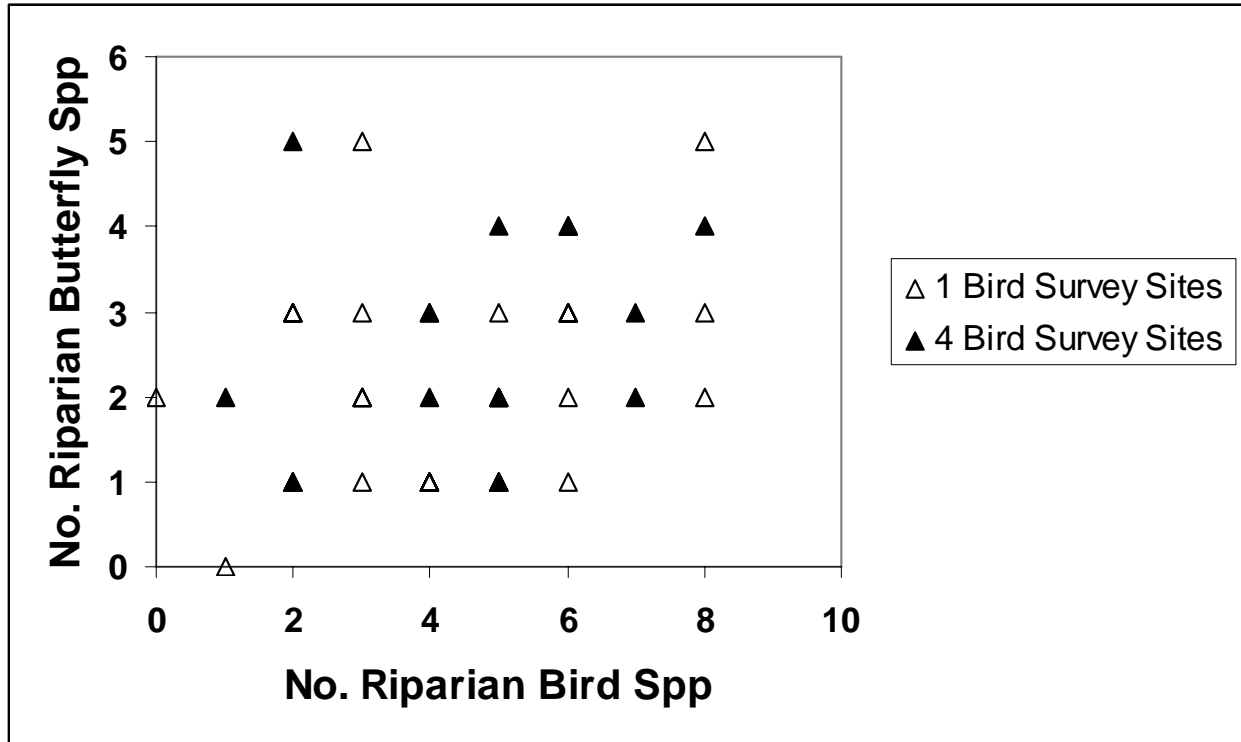 No. Riparian Butterfly Spp
6
5
4
3
2
1
0
0 2 4 6 8 10
No. Riparian Bird Spp
1 Bird Survey Sites
4 Bird Survey Sites